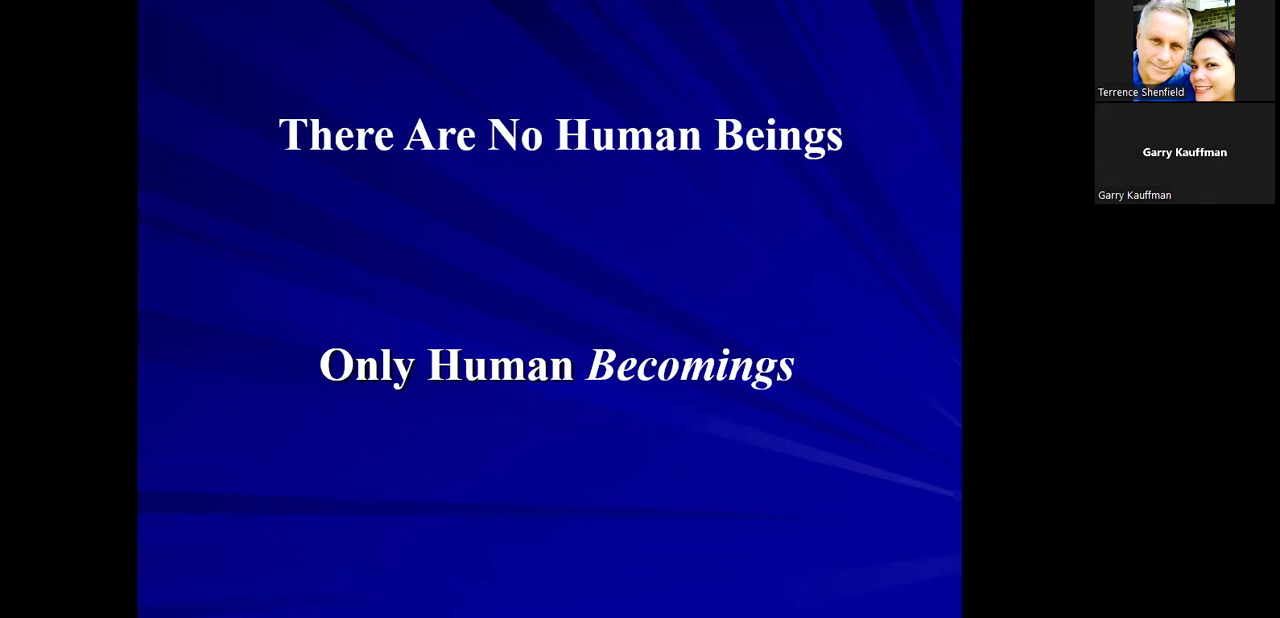 There Are No Human Beings
Only Human Becomings
Terrence Shenfield
Garry Kauffman
Garry Kauffman